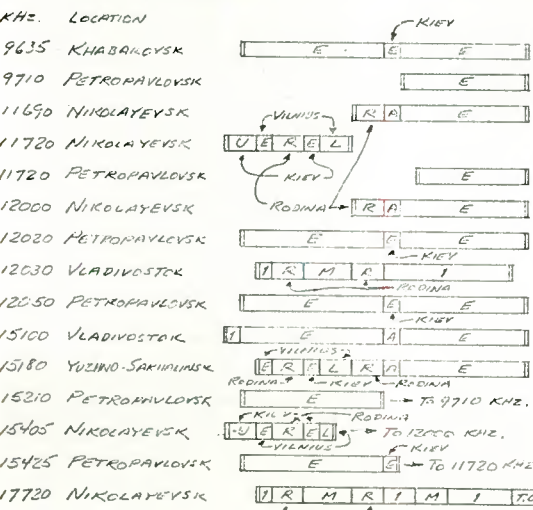 KHz. LOCATION
KIEV
9635 KHABAROVSK E E E
9710 PETROPAVLOVSK E
11690 NIKOLAYEVSK R A E
VILNIUS
11720 NIKOLAYEVSK U E R E L
KIEV
11720 PETROPAVLOVSK E
RODINA
12000 NIKOLAYEVSK R A E
12020 PETROPAVLOVSK E E E
KIEV
12030 VLADIVOSTOK 1 R M R 1
RODINA
12050 PETROPAVLOVSK E E E
KIEV
15100 VLADIVOSTOK 1 E A E
VILNIUS
15180 YUZHNO-SAKHALINSK E R E L R A E
RODINA KIEV RODINA
15210 PETROPAVLOVSK E TO 9710 KHZ.
KIEV RODINA
15405 NIKOLAYEVSK U E R E L TO 12000 KHZ.
VILNIUS
KIEV
15425 PETROPAVLOVSK E E TO 11720 KHZ
17720 NIKOLAYEVSK 1 R M R 1 M 1